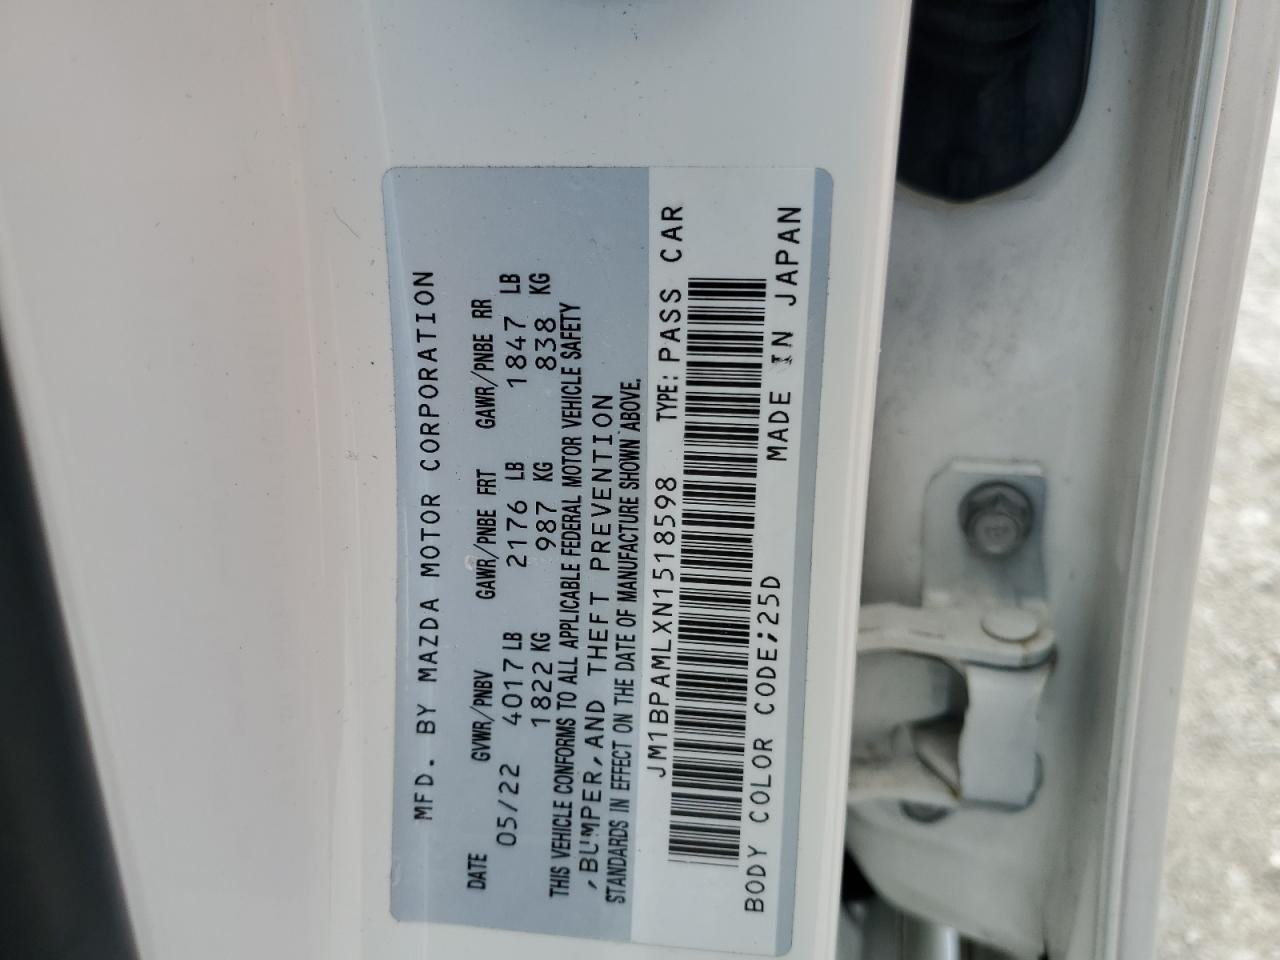 MFD. BY MAZDA MOTOR CORPORATION
DATE GVWR/PNBV GAWR/PNBE FRT GAWR/PNBE RR
05/22 4017 LB 2176 LB 1847 LB
1822 KG 987 KG 838 KG
THIS VEHICLE CONFORMS TO ALL APPLICABLE FEDERAL MOTOR VEHICLE SAFETY
,BUMPER,AND THEFT PREVENTION
STANDARDS IN EFFECT ON THE DATE OF MANUFACTURE SHOWN ABOVE.
JM1BPAMLXN1518598 TYPE:PASS CAR
BODY COLOR CODE;25D MADE IN JAPAN